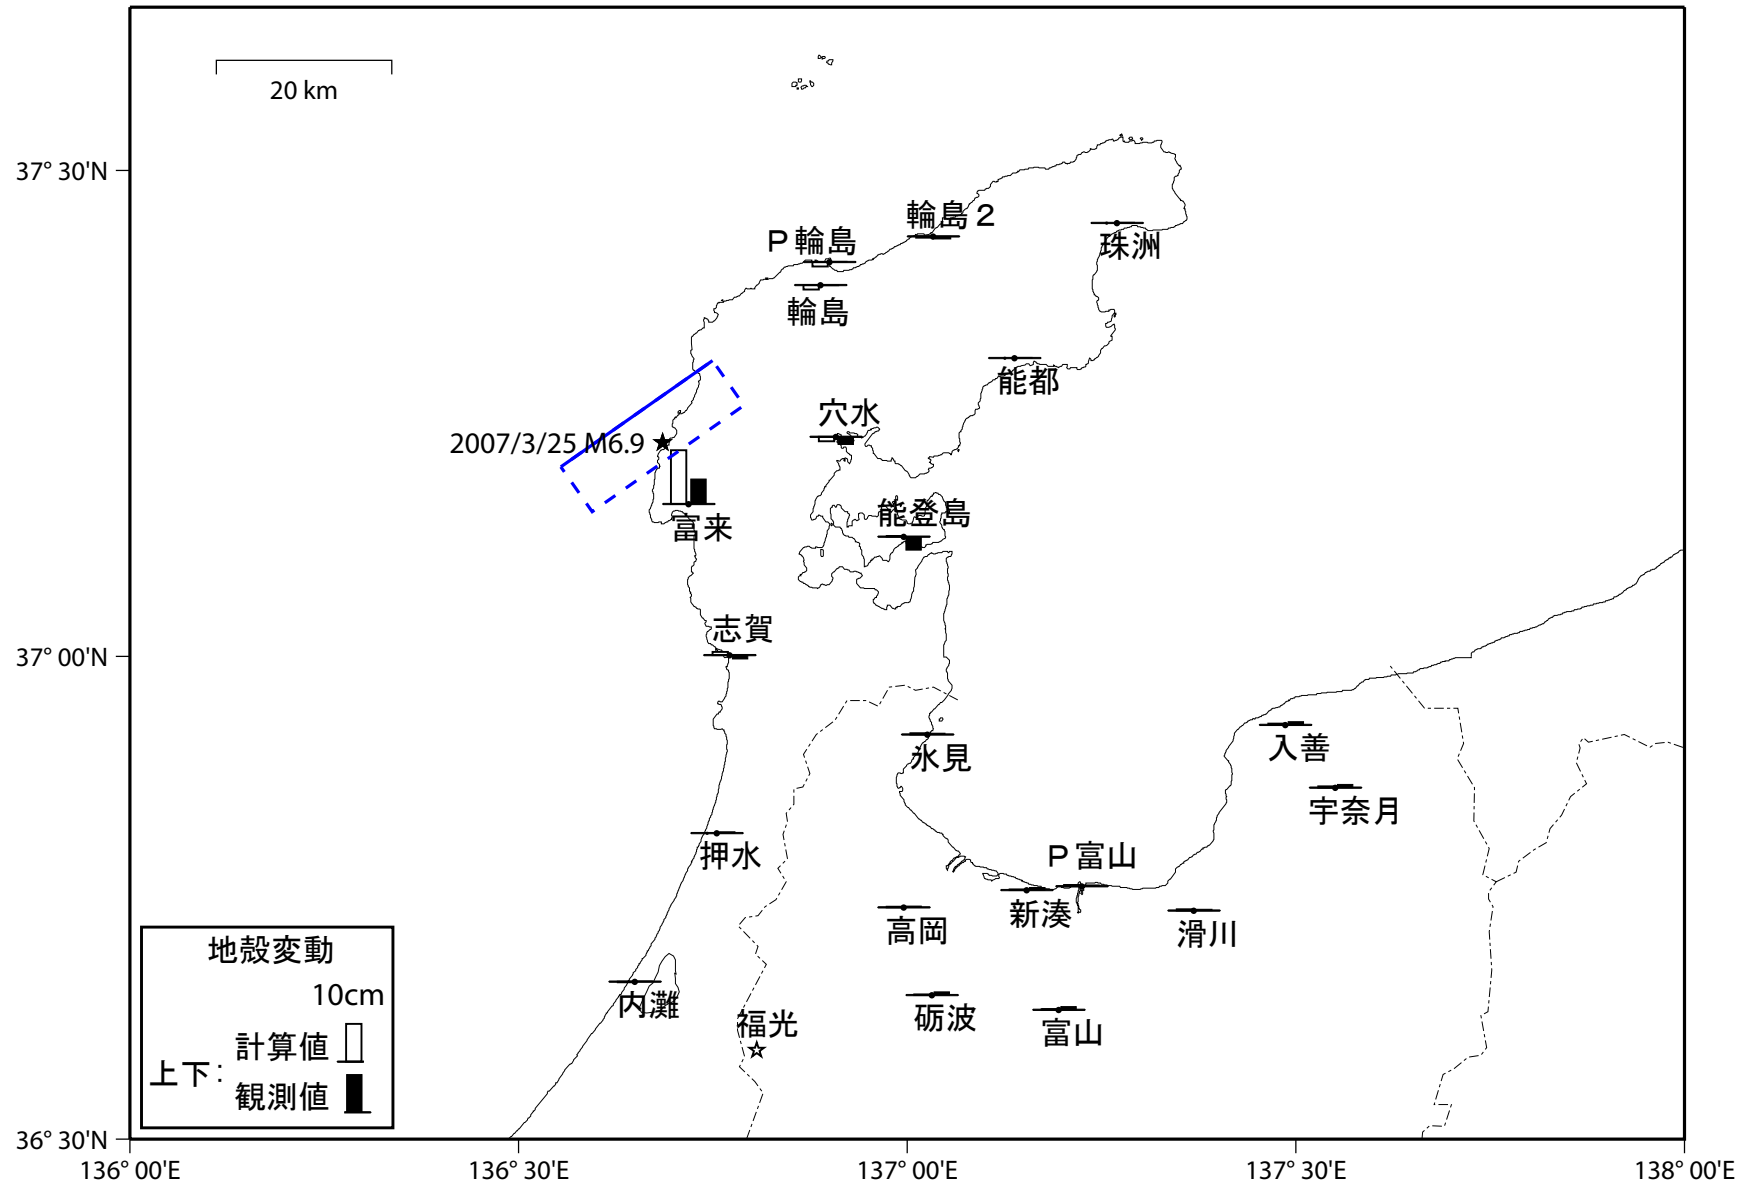 20 km
37° 30'N
輪島２
Ｐ輪島
珠洲
輪島
能都
穴水
2007/3/25 M6.9
能登島
富来
志賀
37° 00'N
氷見
入善
宇奈月
押水
Ｐ富山
新湊
高岡
滑川
地殻変動
10cm
計算値
上下：
観測値
内灘
砺波
福光
富山
36° 30'N
136° 00'E
136° 30'E
137° 00'E
137° 30'E
138° 00'E